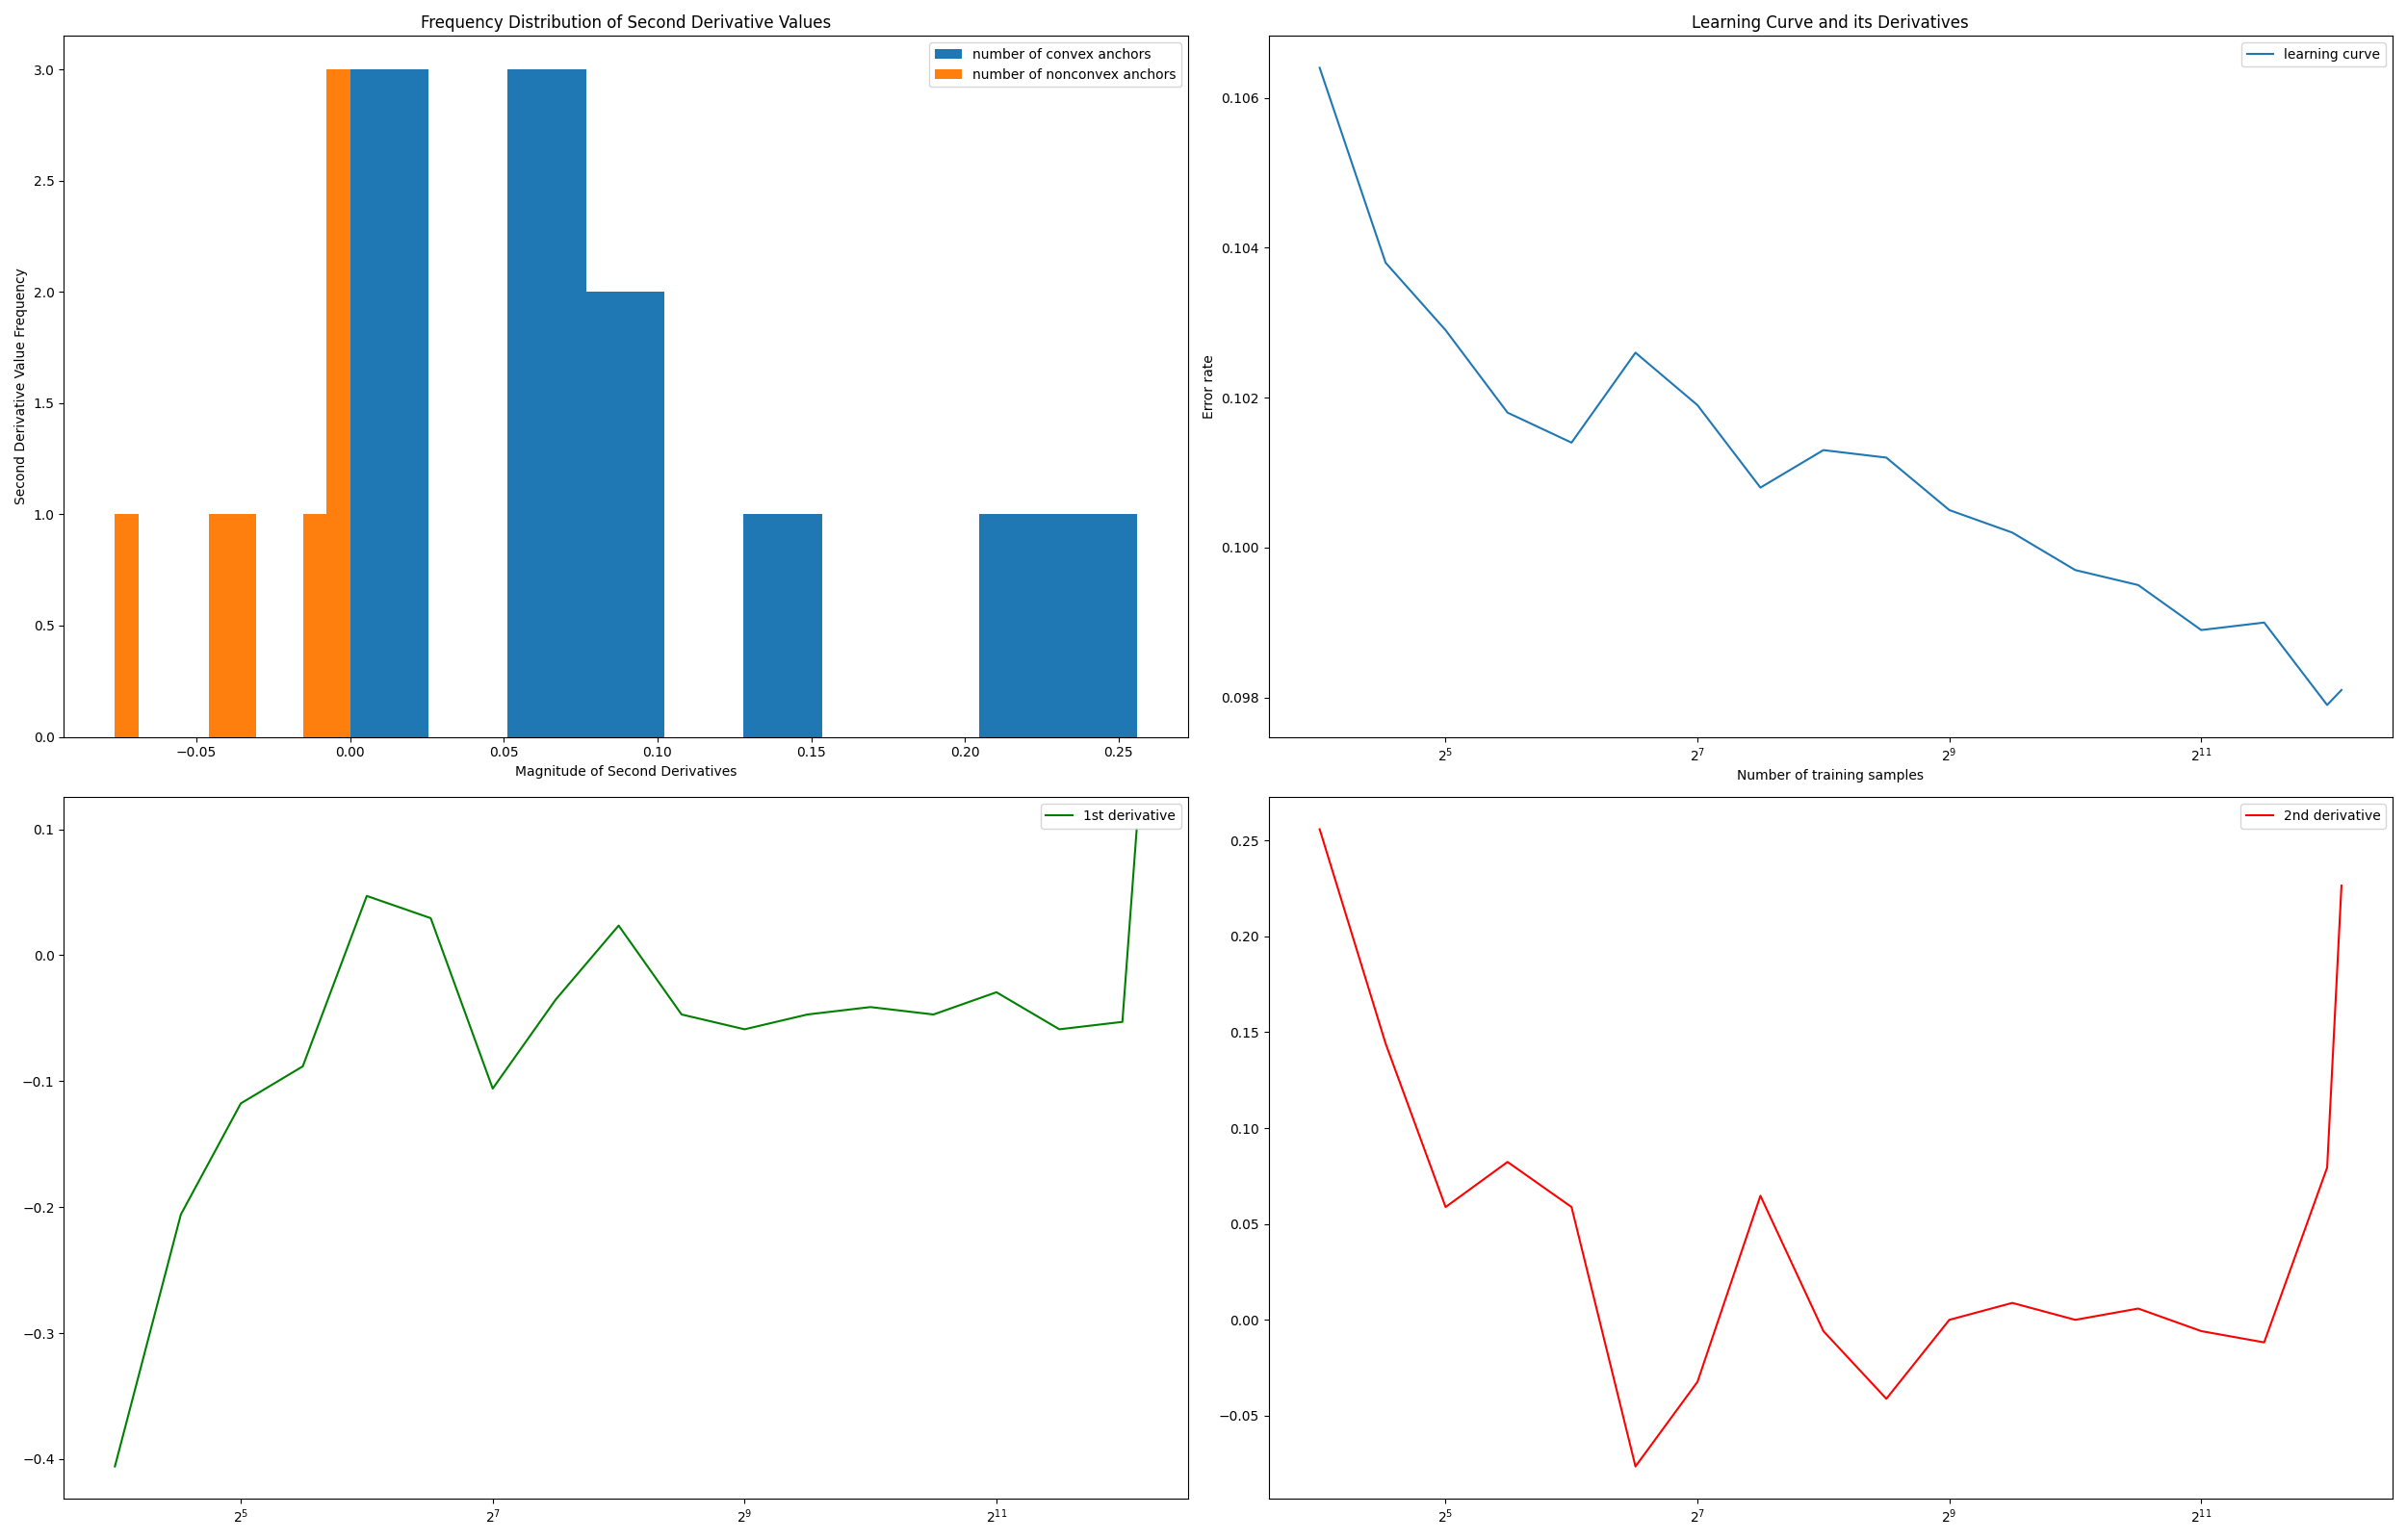 Frequency Distribution of Second Derivative Values
number of convex anchors
number of nonconvex anchors
Second Derivative Value Frequency
3.0
2.5
2.0
1.5
1.0
0.5
0.0
−0.05 0.00 0.05 0.10 0.15 0.20 0.25
Magnitude of Second Derivatives
Learning Curve and its Derivatives
learning curve
Error rate
0.106
0.104
0.102
0.100
0.098
2^5 2^7 2^9 2^11
Number of training samples
1st derivative
0.1
0.0
−0.1
−0.2
−0.3
−0.4
2^5 2^7 2^9 2^11
2nd derivative
0.25
0.20
0.15
0.10
0.05
0.00
−0.05
2^5 2^7 2^9 2^11